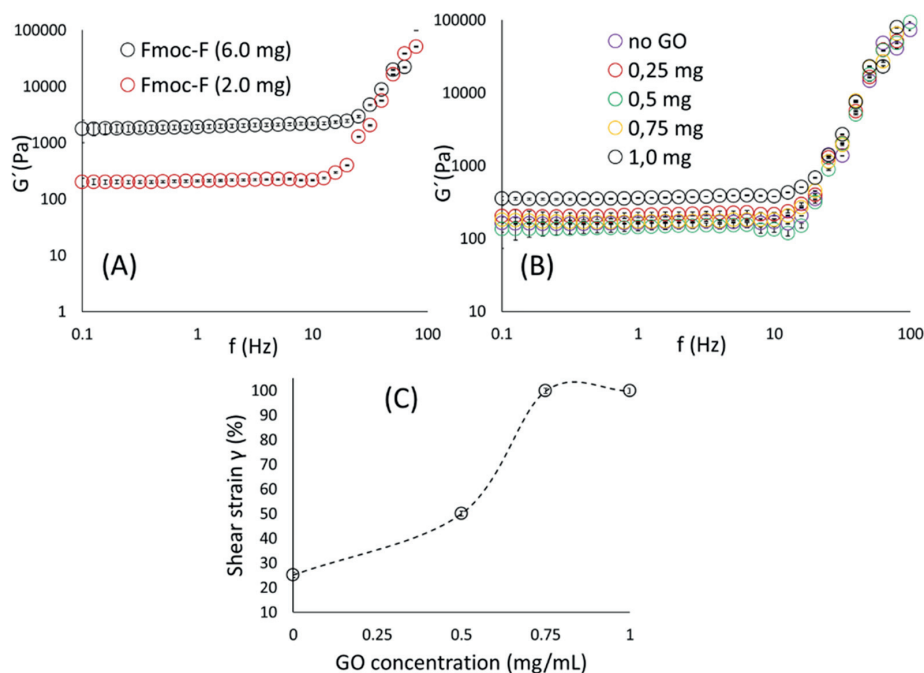 (A)
100000
10000
1000
100
10
1
G´(Pa)
0.1
1
10
100
f (Hz)
Fmoc-F (6.0 mg)
Fmoc-F (2.0 mg)
(B)
100000
10000
1000
100
10
G´(Pa)
0.1
1
10
100
f (Hz)
no GO
0,25 mg
0,5 mg
0,75 mg
1,0 mg
(C)
100
90
80
70
60
50
40
30
20
10
Shear strain γ (%)
0
0.25
0.5
0.75
1
GO concentration (mg/mL)